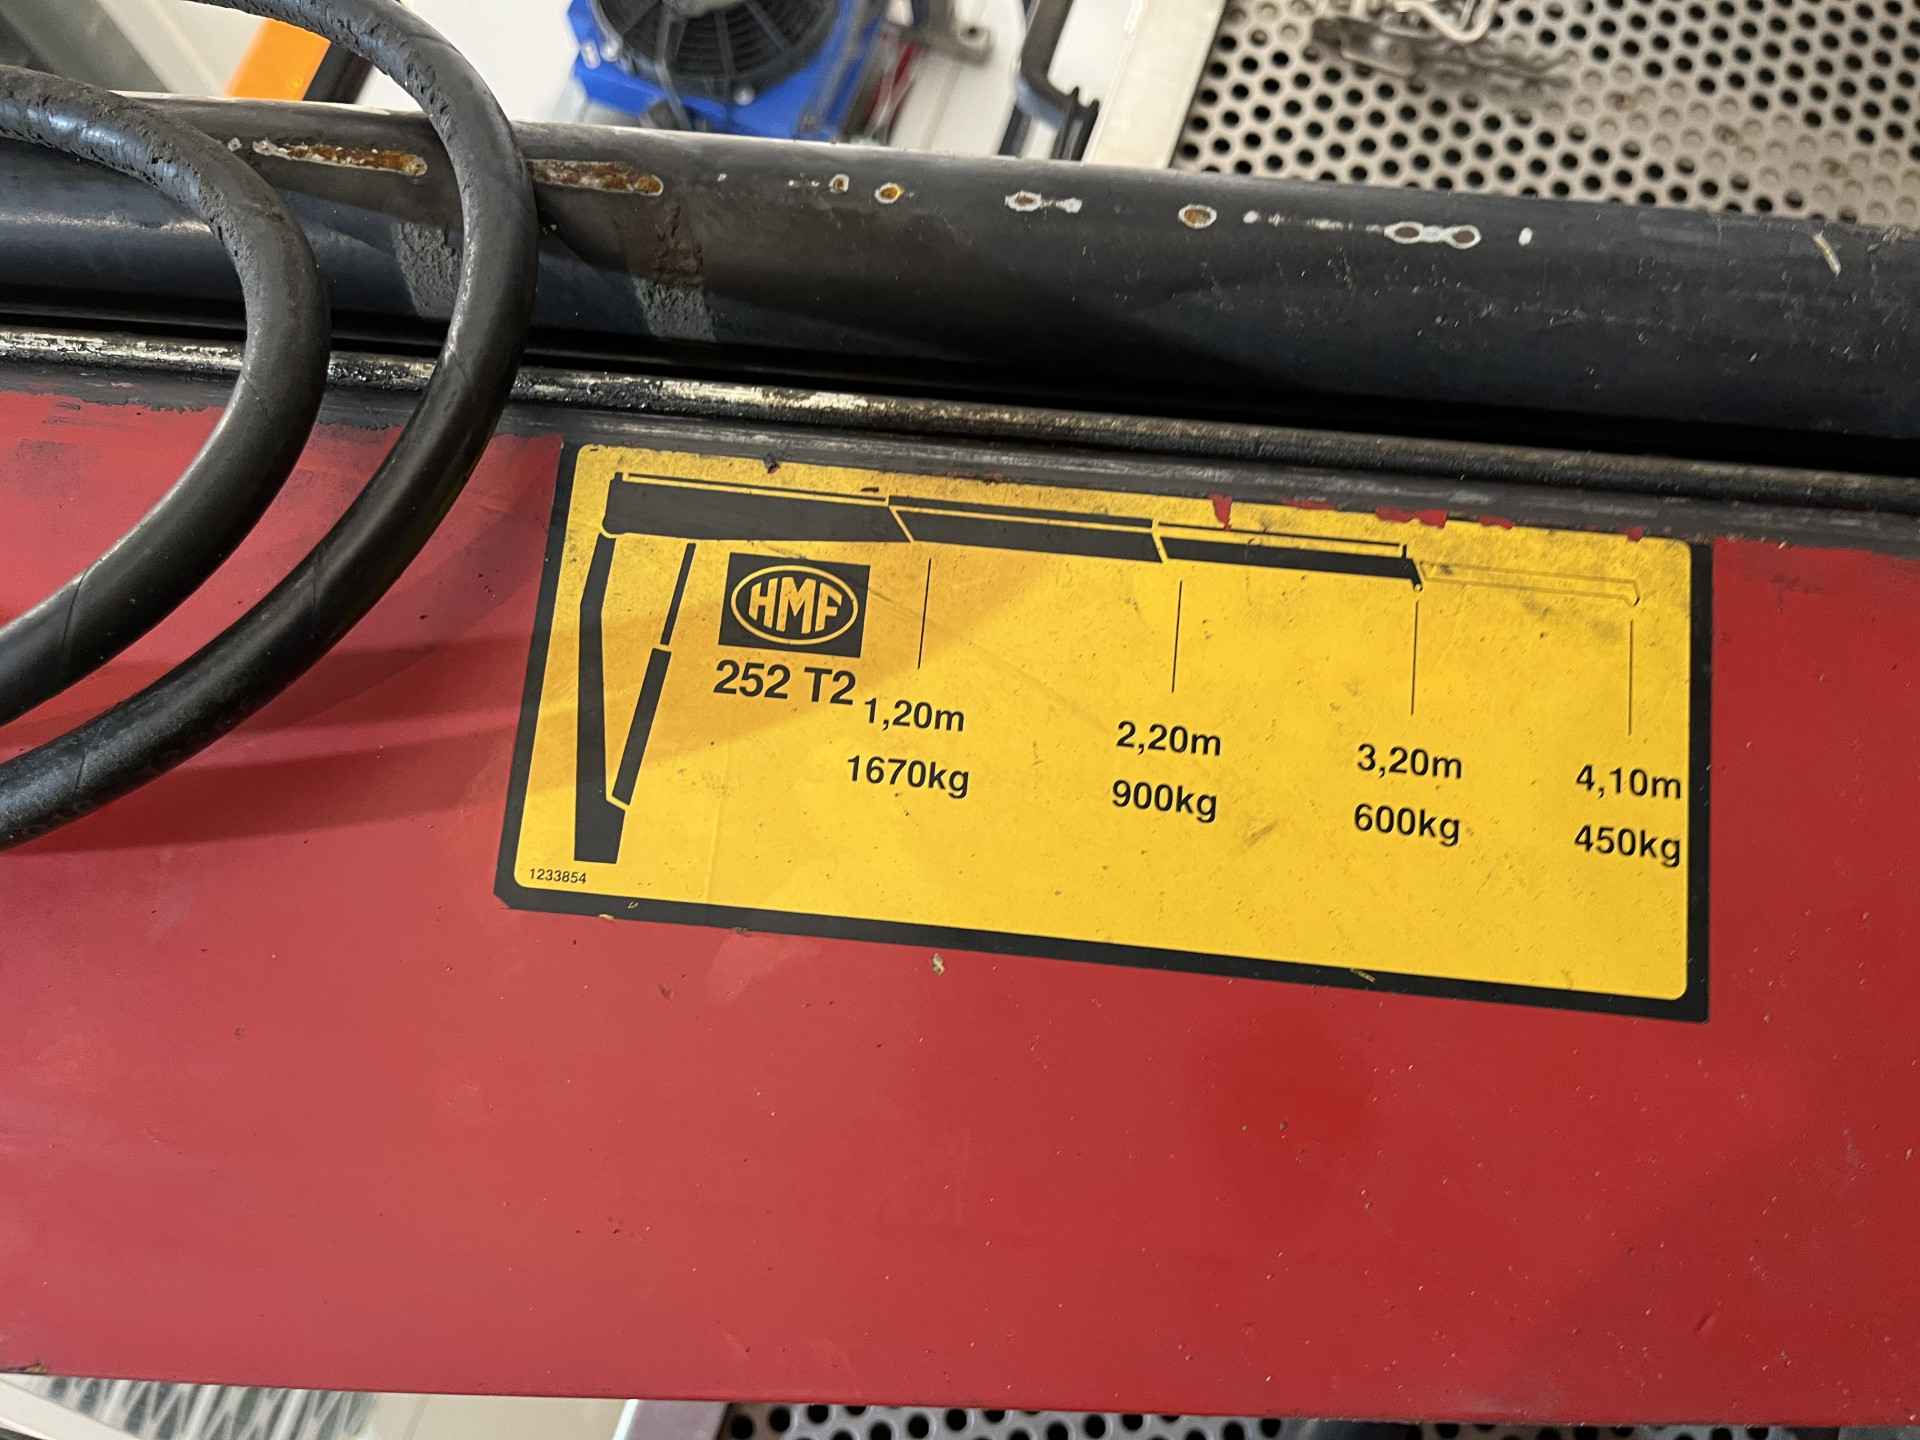 HMF
252 T2
1,20m
1670kg
2,20m
900kg
3,20m
600kg
4,10m
450kg
1233854